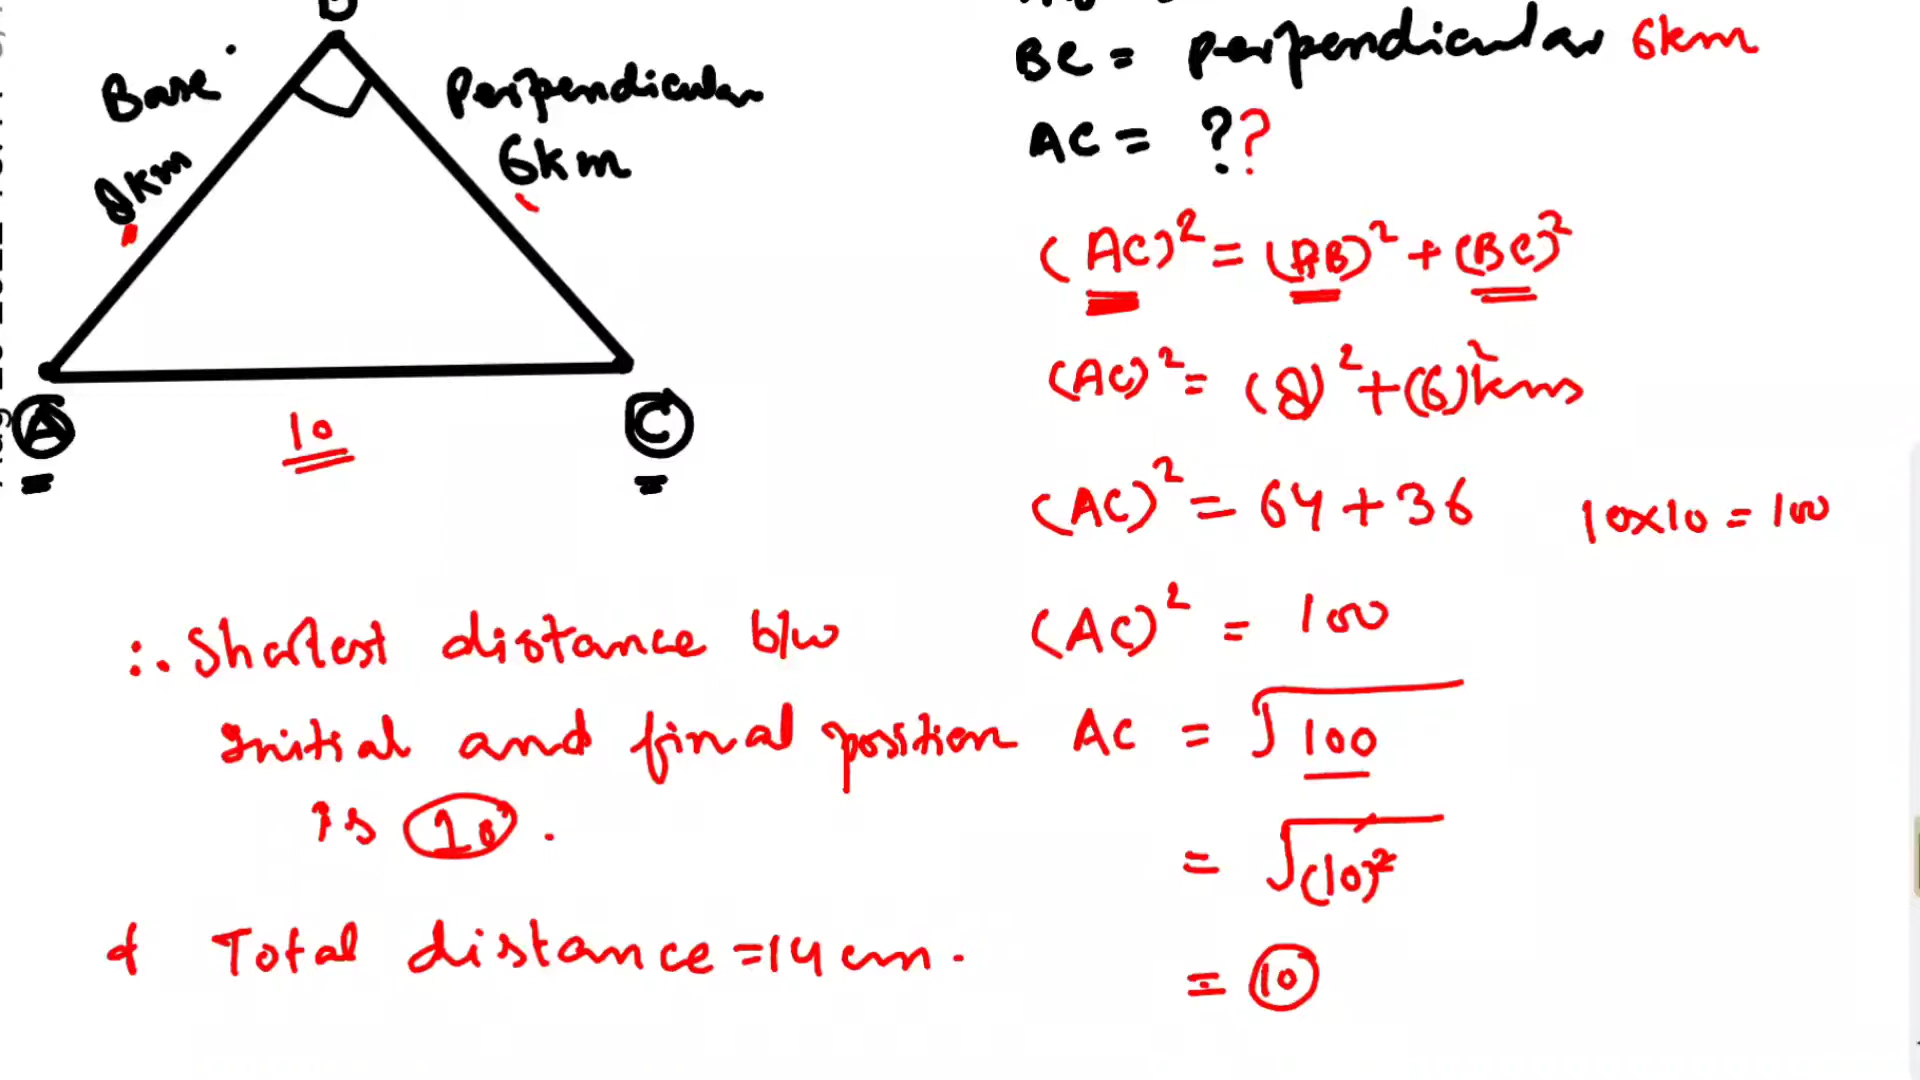 Base
8km
Perpendicular
6km
A
C
10
BC = perpendicular 6km
AC = ??
(AC)² = (AB)² + (BC)²
(AC)² = (8)² + (6)² kms
(AC)² = 64 + 36
10x10 = 100
(AC)² = 100
AC = √100
= √(10)²
= 10
∴ Shortest distance b/w
initial and final position
is 10.
& Total distance = 14 cm.